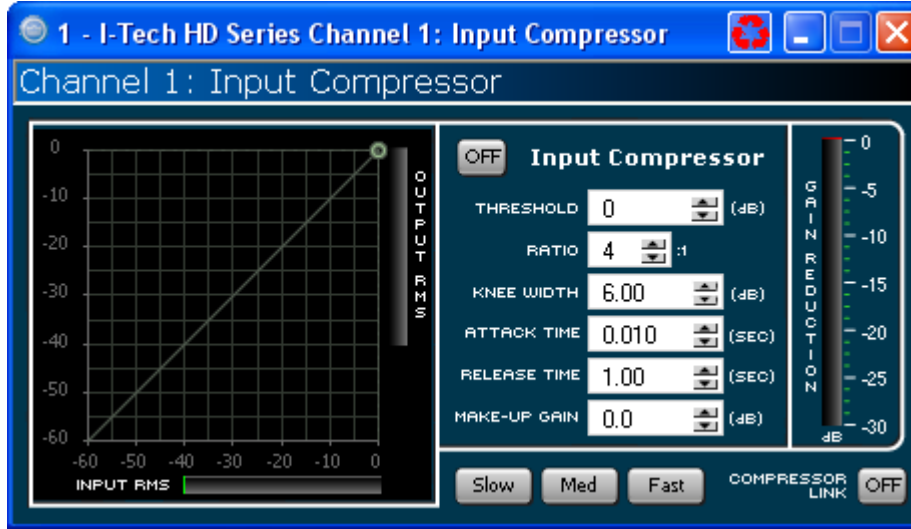 1 - I-Tech HD Series Channel 1: Input Compressor
Channel 1: Input Compressor
0
-10
-20
-30
-40
-50
-60
-60 -50 -40 -30 -20 -10 0
OUTPUT RMS
INPUT RMS
OFF Input Compressor
THRESHOLD 0 (dB)
RATIO 4 :1
KNEE WIDTH 6.00 (dB)
ATTACK TIME 0.010 (SEC)
RELEASE TIME 1.00 (SEC)
MAKE-UP GAIN 0.0 (dB)
GAIN REDUCTION
0
-5
-10
-15
-20
-25
-30
dB
Slow Med Fast
COMPRESSOR
LINK OFF